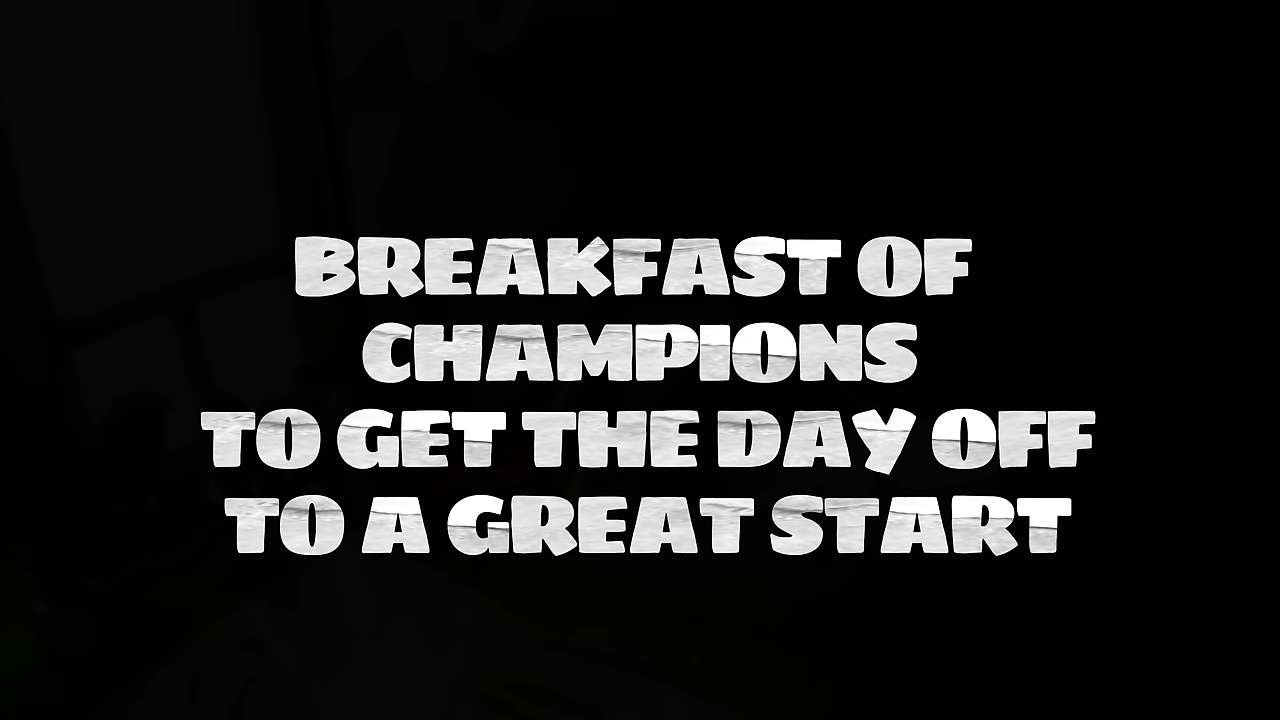 BREAKFAST OF
CHAMPIONS
TO GET THE DAY OFF
TO A GREAT START